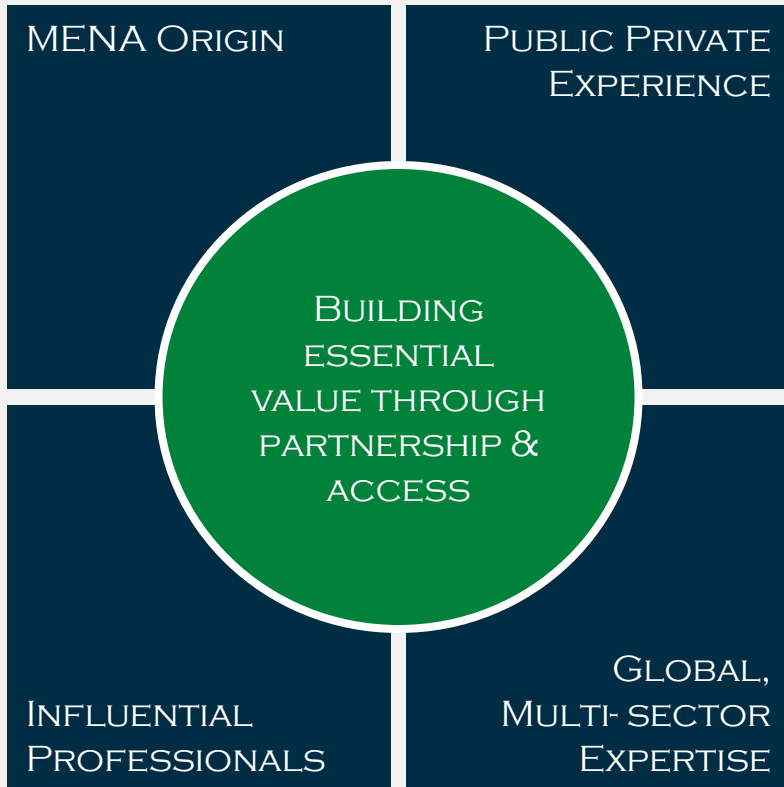 MENA Origin
Public Private
Experience
Building
essential
value through
partnership &
access
Influential
Professionals
Global,
Multi- sector
Expertise